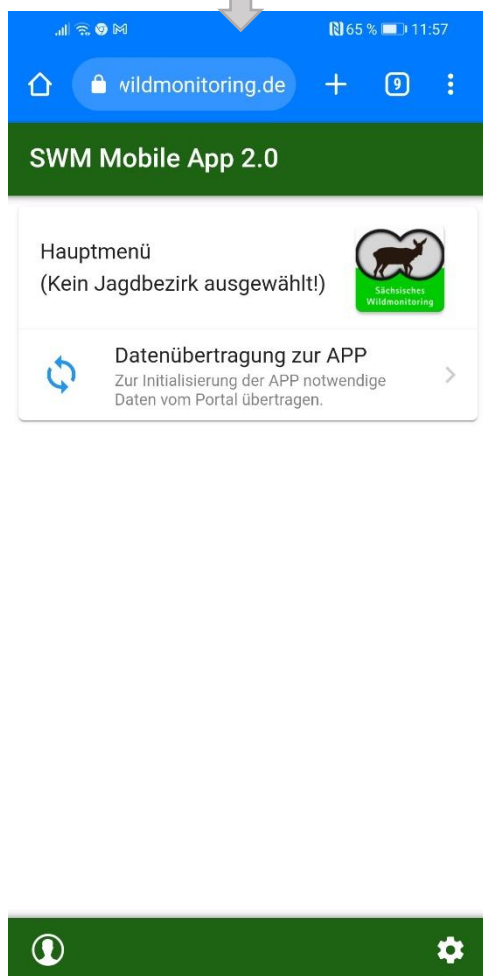 65 % 11:57
wildmonitoring.de
9
SWM Mobile App 2.0
Hauptmenü
(Kein Jagdbezirk ausgewählt!)
Sächsisches
Wildmonitoring
Datenübertragung zur APP
Zur Initialisierung der APP notwendige
Daten vom Portal übertragen.